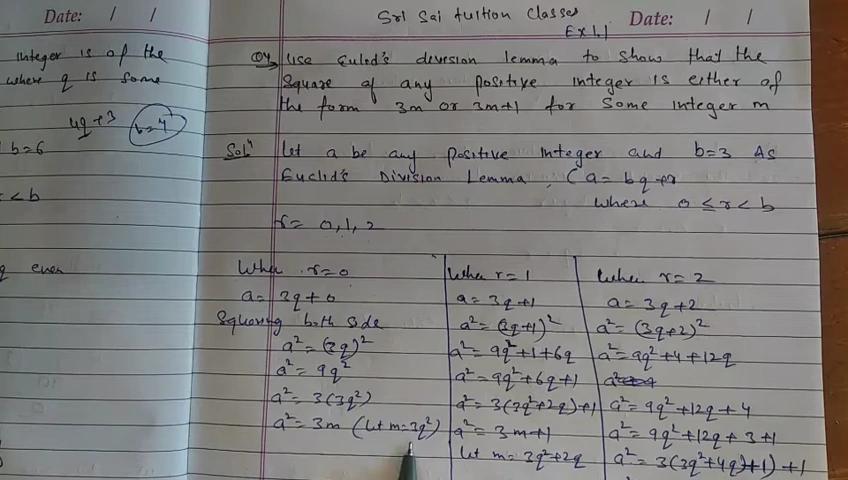 Date: / /
Integer is of the
where q is some
4q+3 b=4
b=6
< b
q even
Sri Sai tuition Classes
Date: / /
Ex 1.1
Q4, Use Euclid's division lemma to show that the
Square of any positive integer is either of
the form 3m or 3m+1 for some integer m
Solⁿ Let a be any positive integer and b=3 As
Euclid's Division Lemma, (a = bq+r
where 0 ≤ r < b
r = 0, 1, 2
When r=0
a = 3q+0
Squaring both side
a² = (3q)²
a² = 9q²
a² = 3(3q²)
a² = 3m (let m=3q²)
When r=1
a = 3q+1
a² = (3q+1)²
a² = 9q²+1+6q
a² = 9q²+6q+1
a² = 3(3q²+2q)+1
a² = 3m+1
let m = 3q²+2q
When r=2
a = 3q+2
a² = (3q+2)²
a² = 9q²+4+12q
a² = 9q²+12q+4
a² = 9q²+12q+3+1
a² = 3(3q²+4q+1)+1